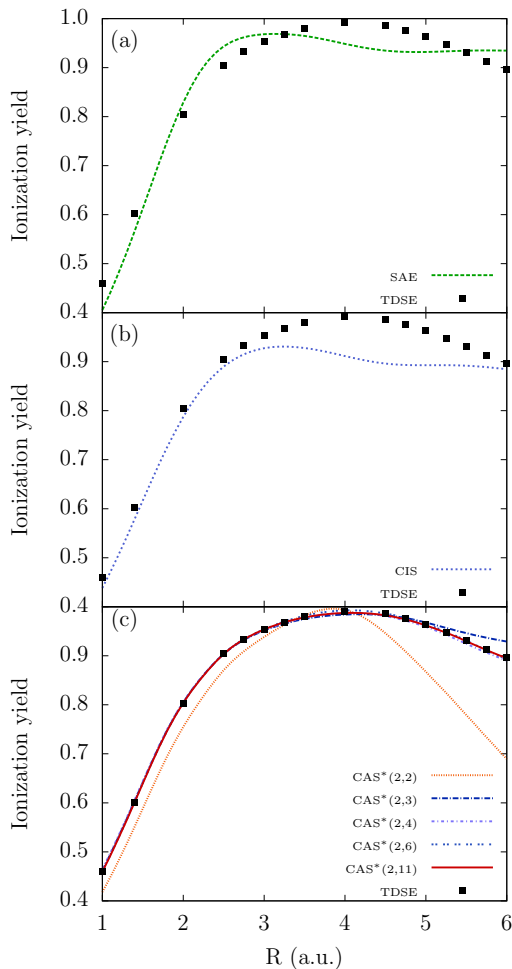 1.0
(a)
0.9
0.8
0.7
0.6
0.5
0.4
Ionization yield
SAE
TDSE
(b)
0.9
0.8
0.7
0.6
0.5
0.4
Ionization yield
CIS
TDSE
(c)
0.9
0.8
0.7
0.6
0.5
0.4
Ionization yield
CAS*(2,2)
CAS*(2,3)
CAS*(2,4)
CAS*(2,6)
CAS*(2,11)
TDSE
1 2 3 4 5 6
R (a.u.)